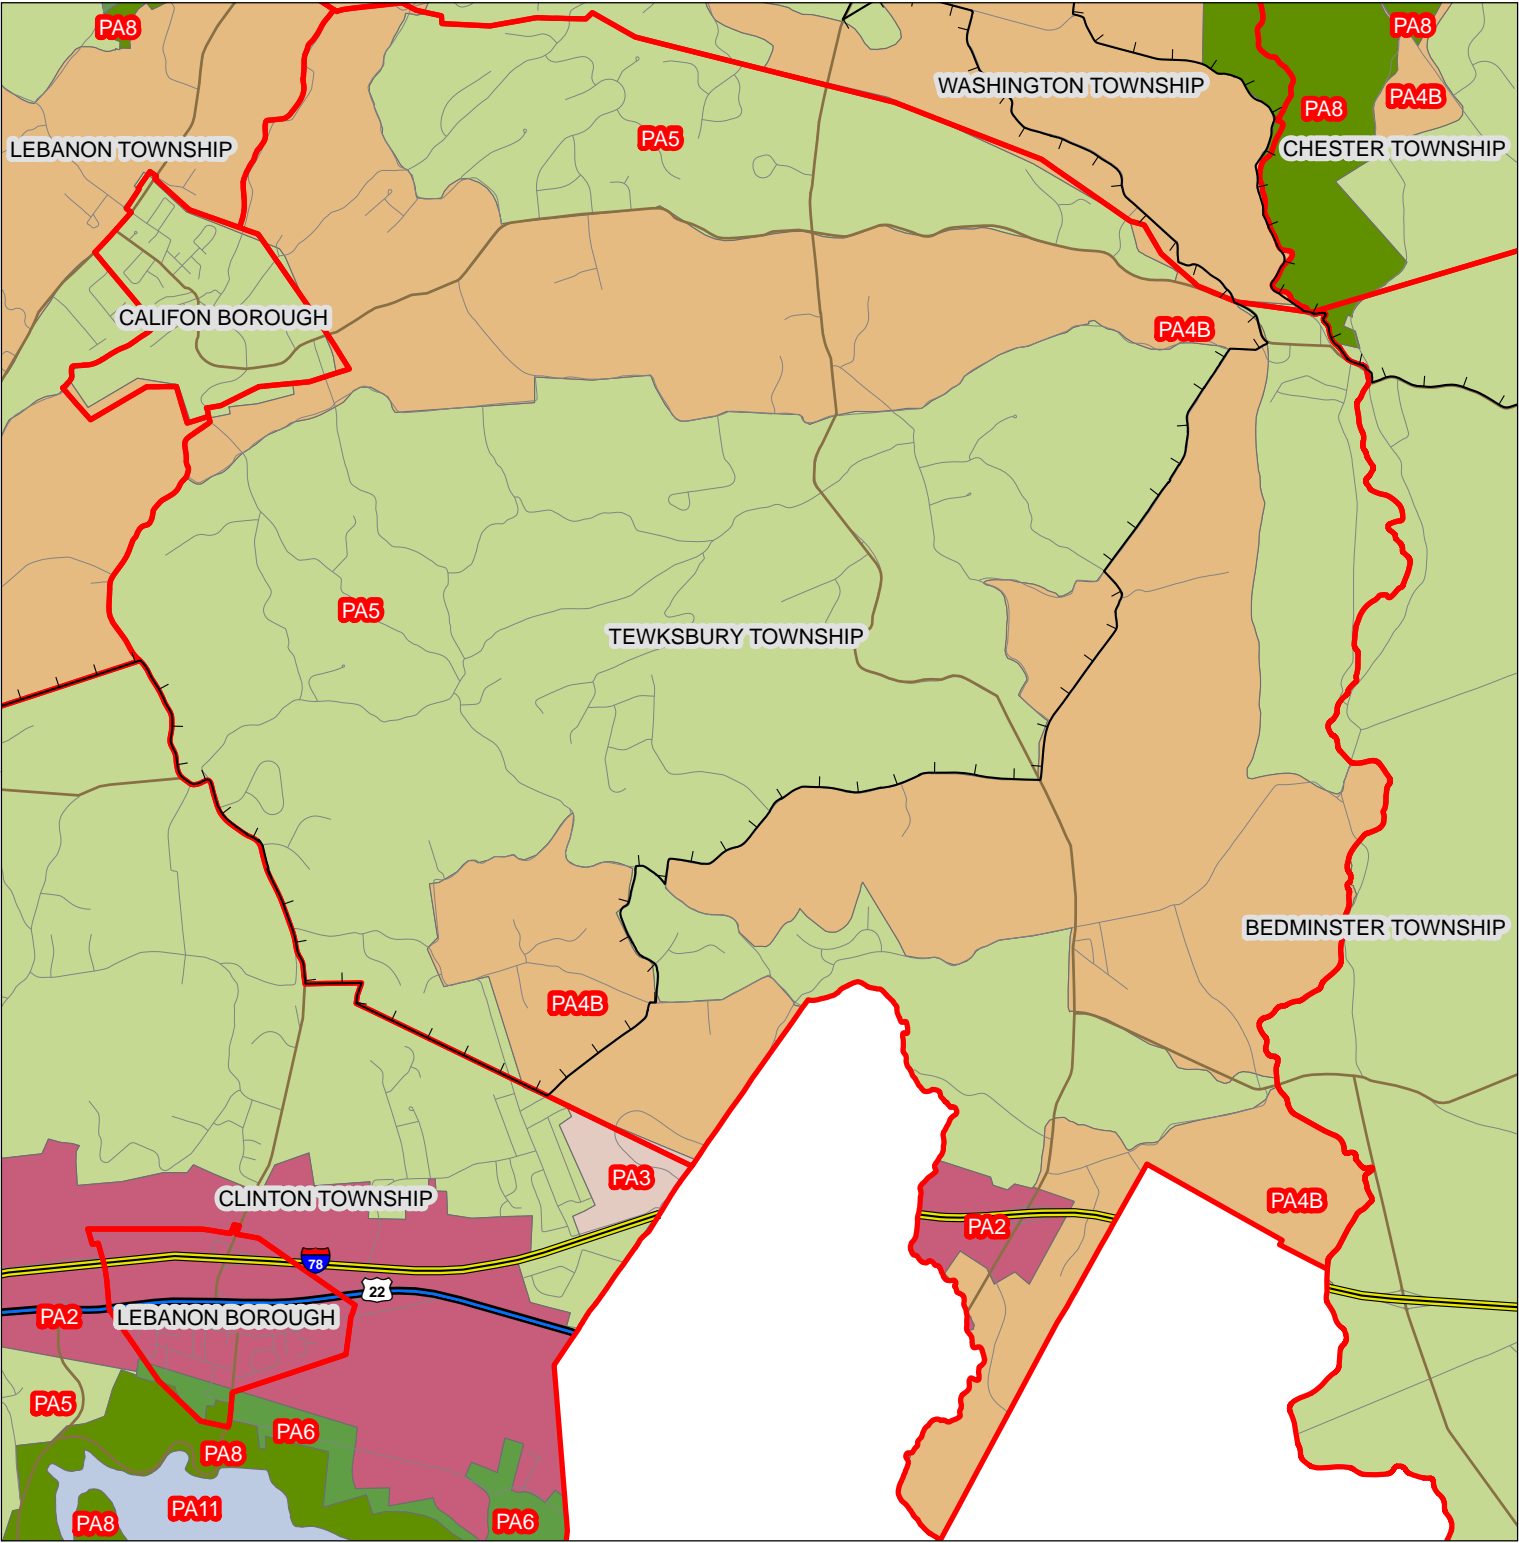 PA8
PA8
WASHINGTON TOWNSHIP
PA4B
PA8
PA5
LEBANON TOWNSHIP
CHESTER TOWNSHIP
CALIFON BOROUGH
PA4B
PA5
TEWKSBURY TOWNSHIP
BEDMINSTER TOWNSHIP
PA4B
PA3
CLINTON TOWNSHIP
PA4B
PA2
78
22
PA2
LEBANON BOROUGH
PA5
PA6
PA8
PA11
PA8
PA6